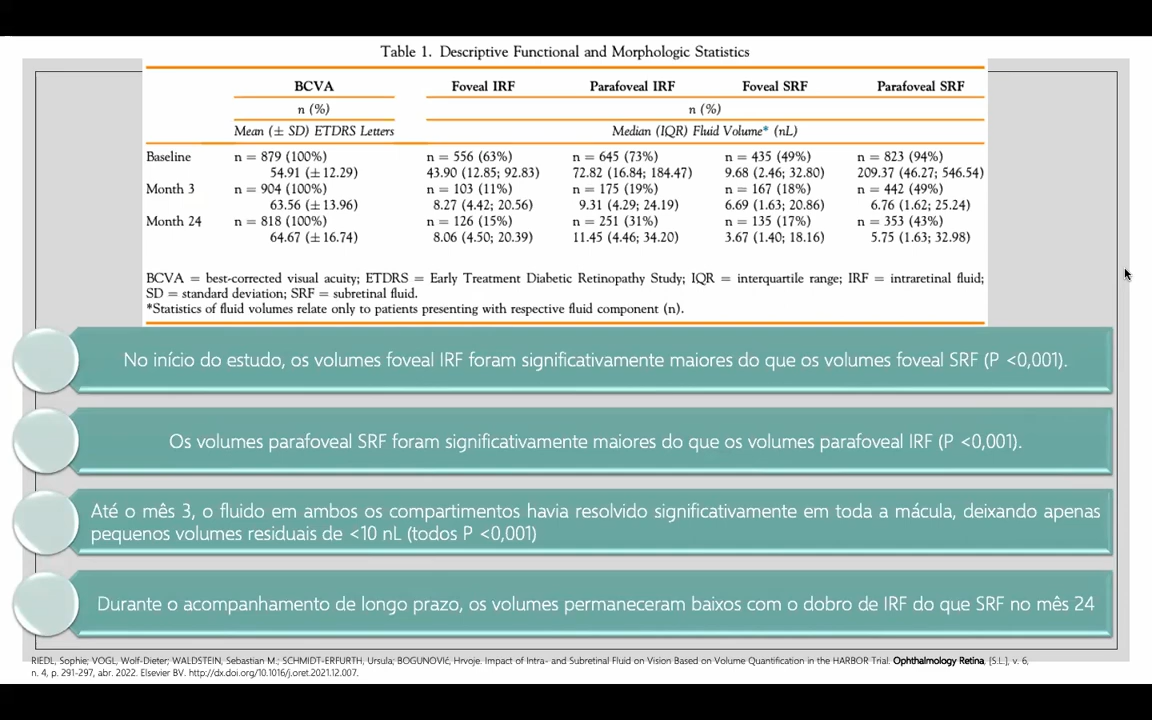 Table 1. Descriptive Functional and Morphologic Statistics
BCVA Foveal IRF Parafoveal IRF Foveal SRF Parafoveal SRF
n (%) n (%)
Mean (± SD) ETDRS Letters Median (IQR) Fluid Volume* (nL)
Baseline n = 879 (100%) n = 556 (63%) n = 645 (73%) n = 435 (49%) n = 823 (94%)
54.91 (±12.29) 43.90 (12.85; 92.83) 72.82 (16.84; 184.47) 9.68 (2.46; 32.80) 209.37 (46.27; 546.54)
Month 3 n = 904 (100%) n = 103 (11%) n = 175 (19%) n = 167 (18%) n = 442 (49%)
63.56 (±13.96) 8.27 (4.42; 20.56) 9.31 (4.29; 24.19) 6.69 (1.63; 20.86) 6.76 (1.62; 25.24)
Month 24 n = 818 (100%) n = 126 (15%) n = 251 (31%) n = 135 (17%) n = 353 (43%)
64.67 (±16.74) 8.06 (4.50; 20.39) 11.45 (4.46; 34.20) 3.67 (1.40; 18.16) 5.75 (1.63; 32.98)
BCVA = best-corrected visual acuity; ETDRS = Early Treatment Diabetic Retinopathy Study; IQR = interquartile range; IRF = intraretinal fluid;
SD = standard deviation; SRF = subretinal fluid.
*Statistics of fluid volumes relate only to patients presenting with respective fluid component (n).
No início do estudo, os volumes foveal IRF foram significativamente maiores do que os volumes foveal SRF (P <0,001).
Os volumes parafoveal SRF foram significativamente maiores do que os volumes parafoveal IRF (P <0,001).
Até o mês 3, o fluido em ambos os compartimentos havia resolvido significativamente em toda a mácula, deixando apenas
pequenos volumes residuais de <10 nL (todos P <0,001)
Durante o acompanhamento de longo prazo, os volumes permaneceram baixos com o dobro de IRF do que SRF no mês 24
RIEDL, Sophie; VOGL, Wolf-Dieter; WALDSTEIN, Sebastian M.; SCHMIDT-ERFURTH, Ursula; BOGUNOVIĆ, Hrvoje. Impact of Intra- and Subretinal Fluid on Vision Based on Volume Quantification in the HARBOR Trial. Ophthalmology Retina, [S.L.], v. 6,
n. 4, p. 291-297, abr. 2022. Elsevier BV. http://dx.doi.org/10.1016/j.oret.2021.12.007.